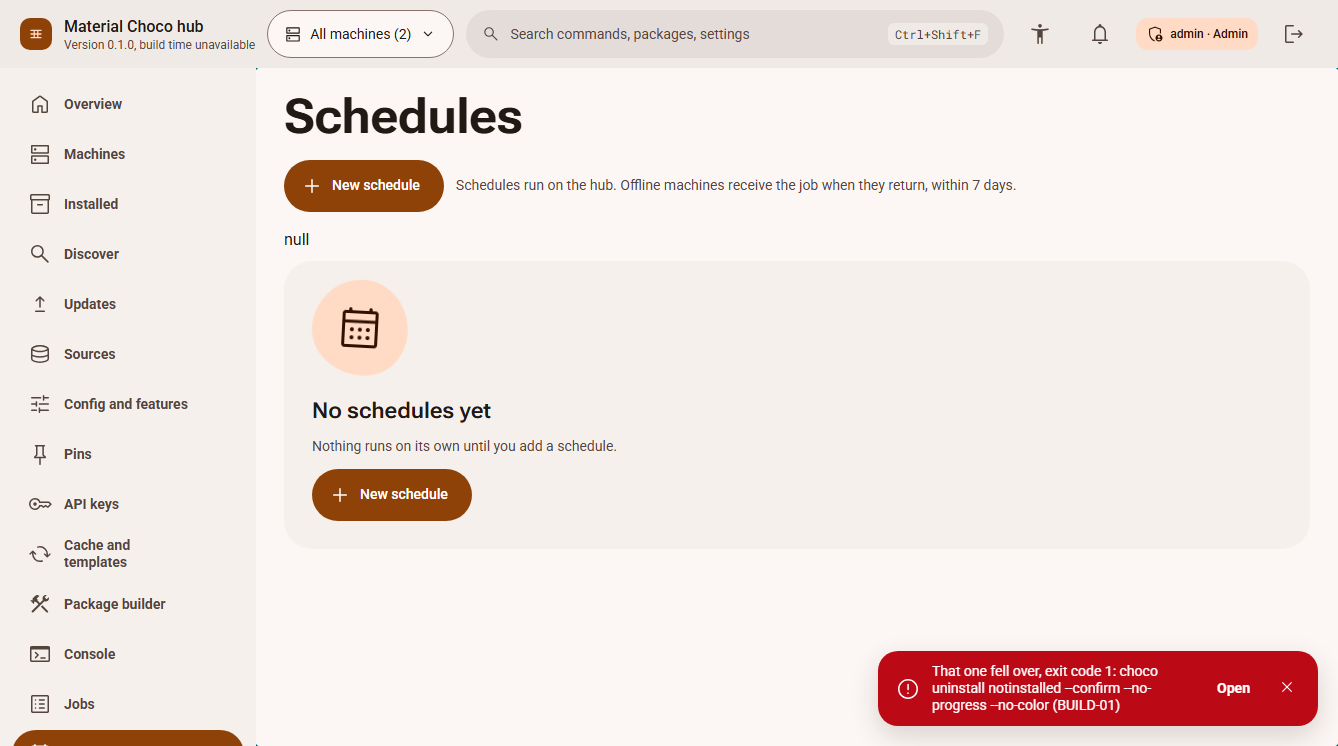 Material Choco hub
Version 0.1.0, build time unavailable
All machines (2)
Search commands, packages, settings
Ctrl+Shift+F
admin · Admin
Overview
Machines
Installed
Discover
Updates
Sources
Config and features
Pins
API keys
Cache and
templates
Package builder
Console
Jobs
Schedules
New schedule
Schedules run on the hub. Offline machines receive the job when they return, within 7 days.
null
No schedules yet
Nothing runs on its own until you add a schedule.
New schedule
That one fell over, exit code 1: choco
uninstall notinstalled --confirm --no-
progress --no-color (BUILD-01)
Open